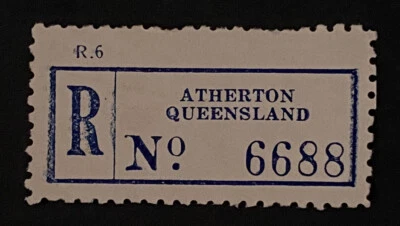 R.6
ATHERTON
QUEENSLAND
R
Nº 6688